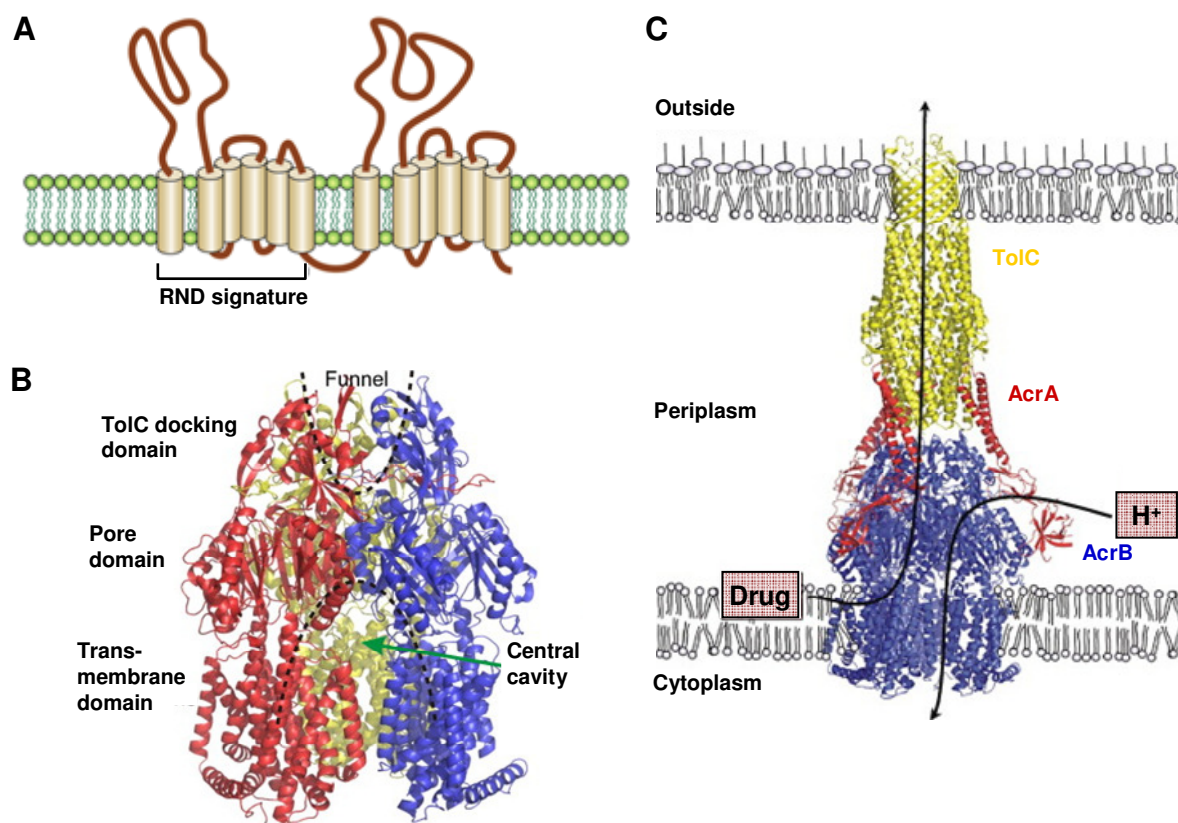 A
RND signature
B
Funnel
TolC docking
domain
Pore
domain
Trans-
membrane
domain
Central
cavity
C
Outside
TolC
Periplasm
AcrA
H⁺
AcrB
Drug
Cytoplasm